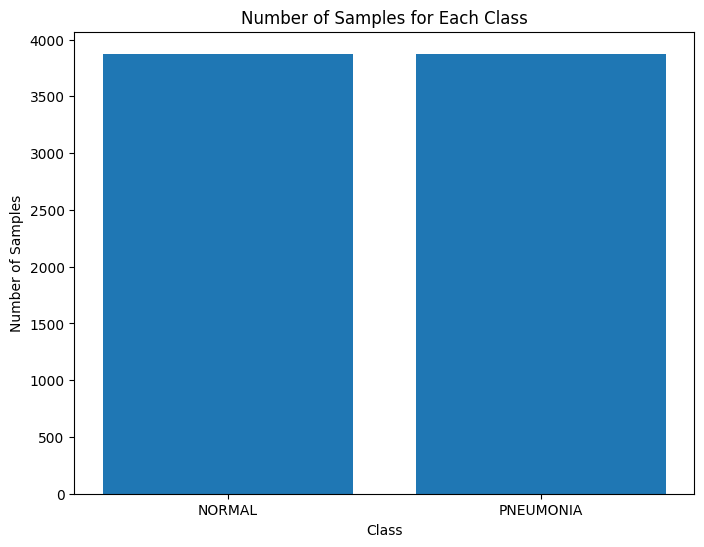 Number of Samples for Each Class
4000
3500
3000
2500
2000
1500
1000
500
0
Number of Samples
NORMAL
PNEUMONIA
Class